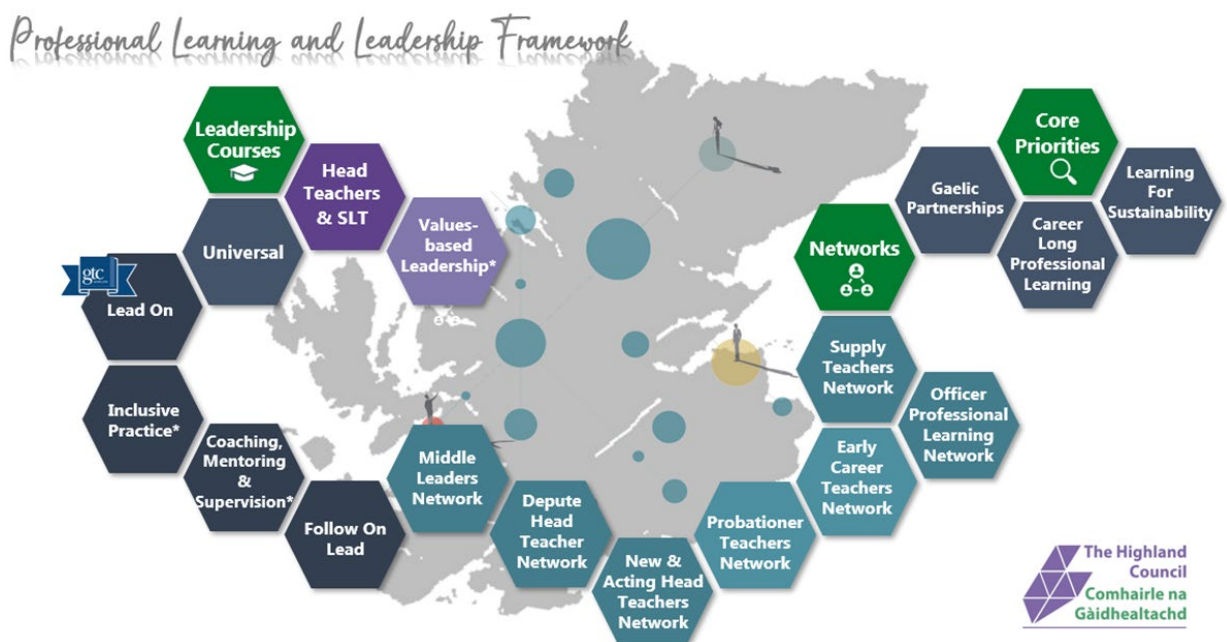 Professional Learning and Leadership Framework
Leadership
Courses
Head
Teachers
& SLT
Universal
Values-
based
Leadership*
gtc
Lead On
Inclusive
Practice*
Coaching,
Mentoring
&
Supervision*
Follow On
Lead
Middle
Leaders
Network
Depute
Head
Teacher
Network
New &
Acting Head
Teachers
Network
Probationer
Teachers
Network
Early
Career
Teachers
Network
Supply
Teachers
Network
Officer
Professional
Learning
Network
Networks
Core
Priorities
Gaelic
Partnerships
Career
Long
Professional
Learning
Learning
For
Sustainability
The Highland
Council
Comhairle na
Gàidhealtachd